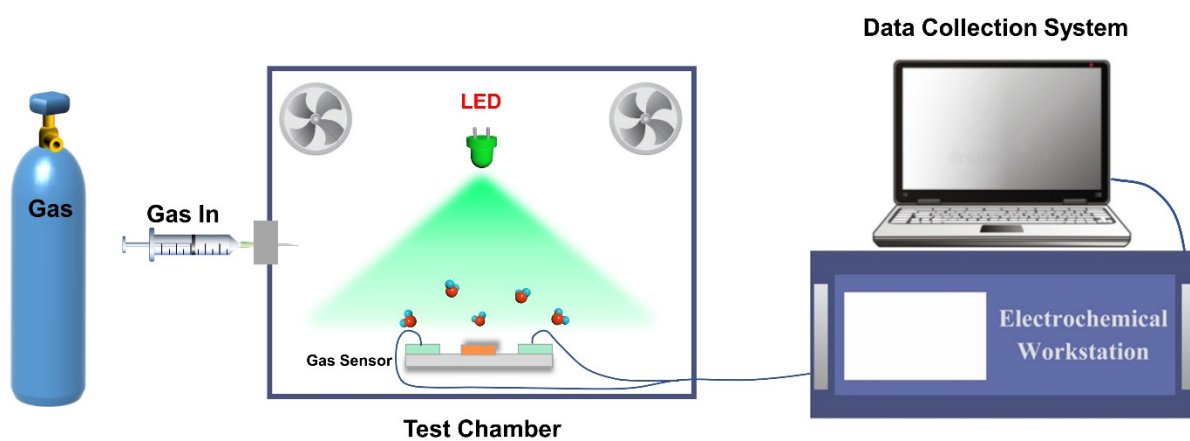 Data Collection System
LED
Gas
Gas In
Gas Sensor
Electrochemical
Workstation
Test Chamber